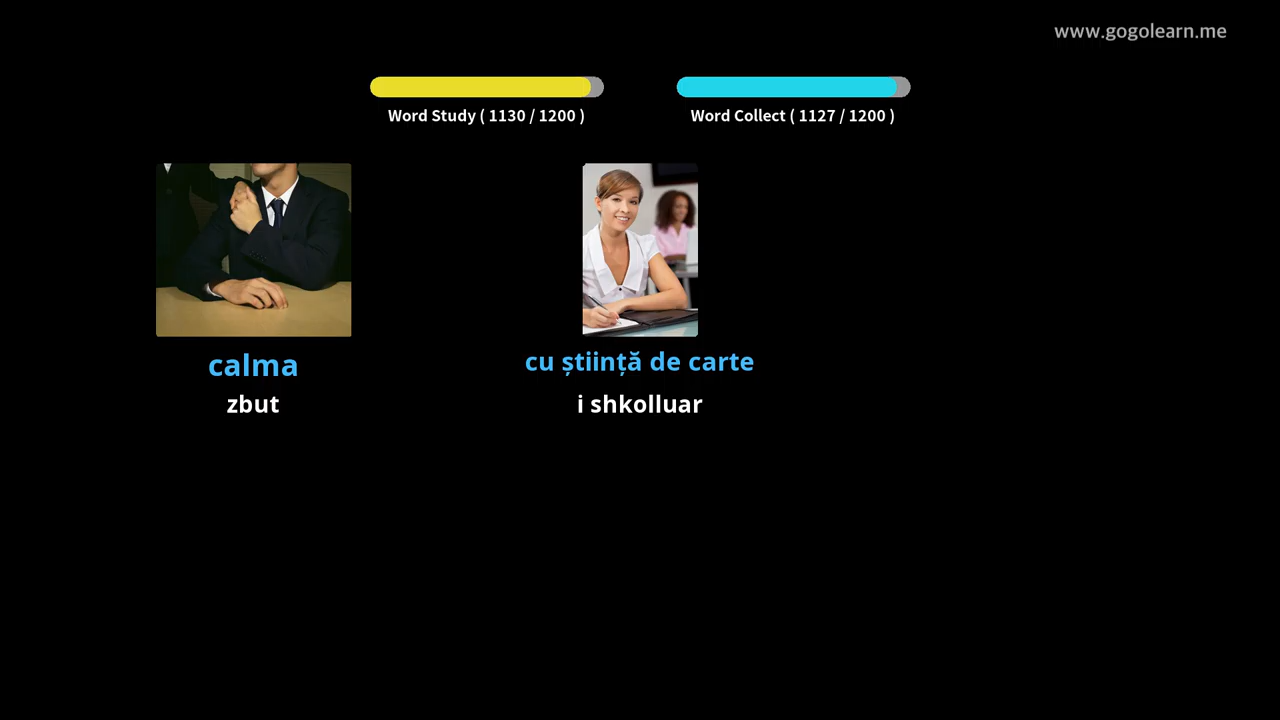 www.gogolearn.me
Word Study ( 1130 / 1200 )
Word Collect ( 1127 / 1200 )
calma
zbut
cu știință de carte
i shkolluar